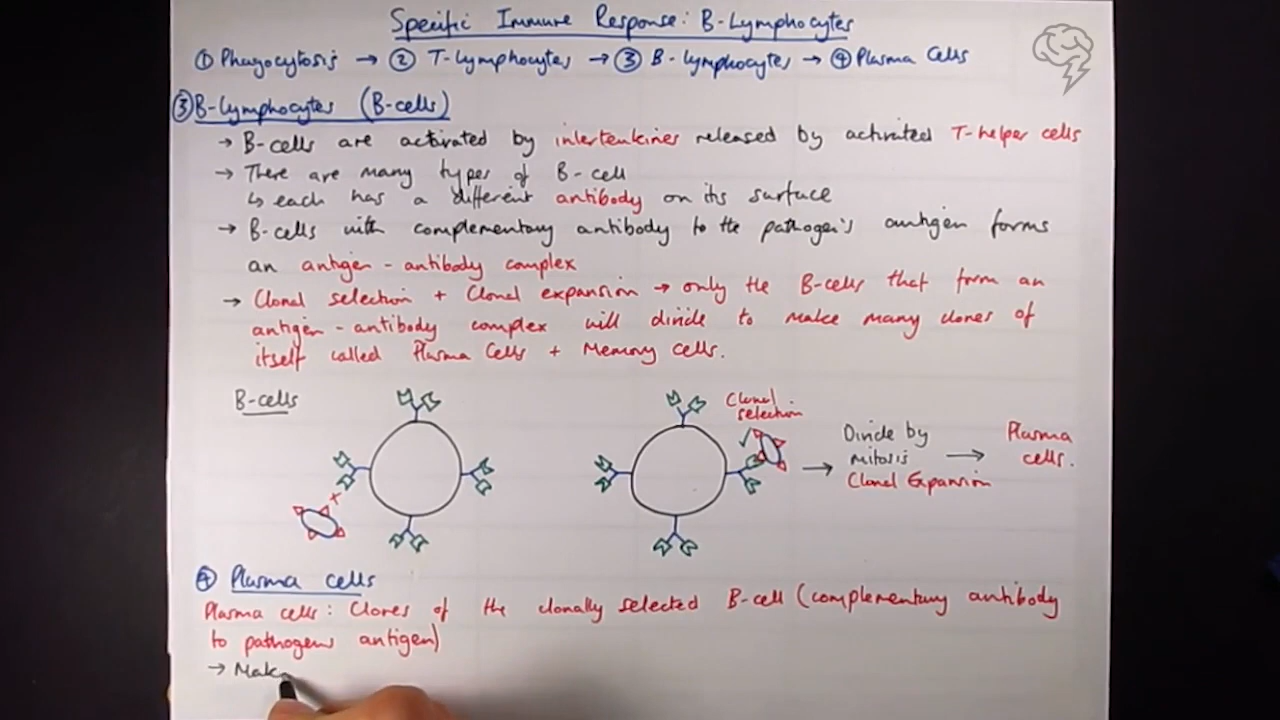 Specific Immune Response: B-Lymphocytes
① Phagocytosis → ② T-Lymphocytes → ③ B-lymphocytes → ④ Plasma Cells
③ B-Lymphocytes (B-cells)
→ B-cells are activated by interleukines released by activated T-helper cells
→ There are many types of B-cell
↳ each has a different antibody on its surface
→ B-cells with complementary antibody to the pathogen's antigen forms
an antigen-antibody complex
→ Clonal selection + Clonal expansion → only the B-cells that form an
antigen-antibody complex will divide to make many clones of
itself called Plasma Cells + Memory cells.
B-cells
Clonal
selection
Divide by
mitosis
Clonal Expansion
→ Plasma
cells.
④ Plasma cells
Plasma cells: Clones of the clonally selected B-cell (complementary antibody
to pathogens antigen)
→ Mak